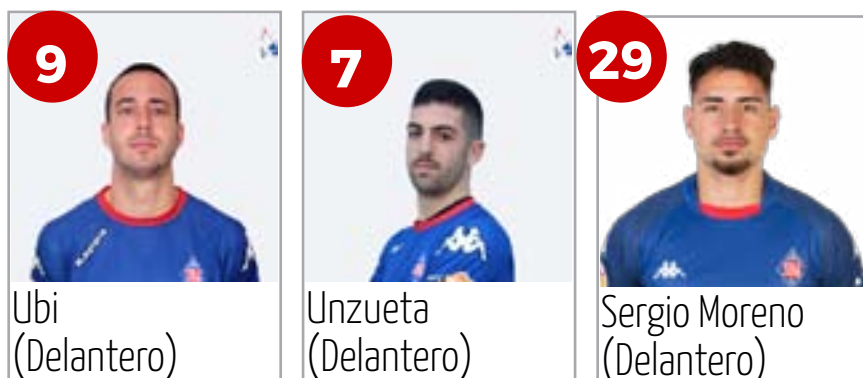 9
Ubi
(Delantero)
7
Unzueta
(Delantero)
29
Sergio Moreno
(Delantero)